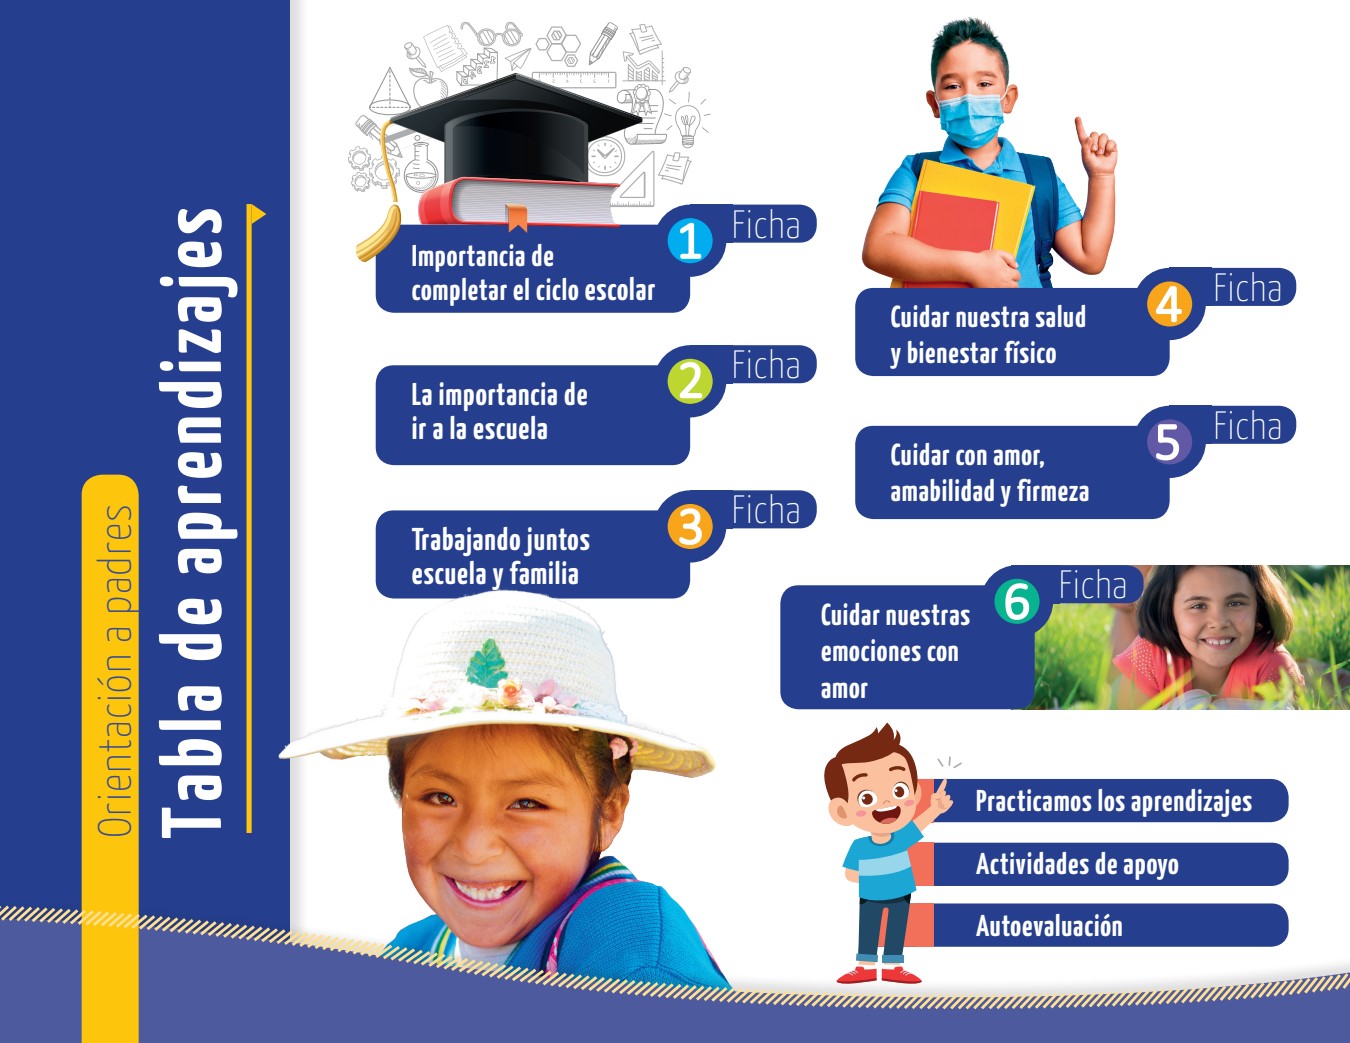 Orientación a padres
Tabla de aprendizajes
Ficha
1
Importancia de
completar el ciclo escolar
Ficha
2
La importancia de
ir a la escuela
Ficha
3
Trabajando juntos
escuela y familia
Ficha
4
Cuidar nuestra salud
y bienestar físico
Ficha
5
Cuidar con amor,
amabilidad y firmeza
Ficha
6
Cuidar nuestras
emociones con
amor
Practicamos los aprendizajes
Actividades de apoyo
Autoevaluación